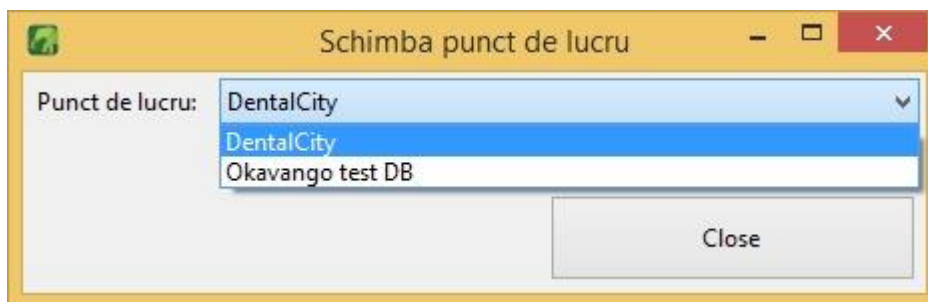 Schimba punct de lucru
Punct de lucru: DentalCity
DentalCity
Okavango test DB
Close